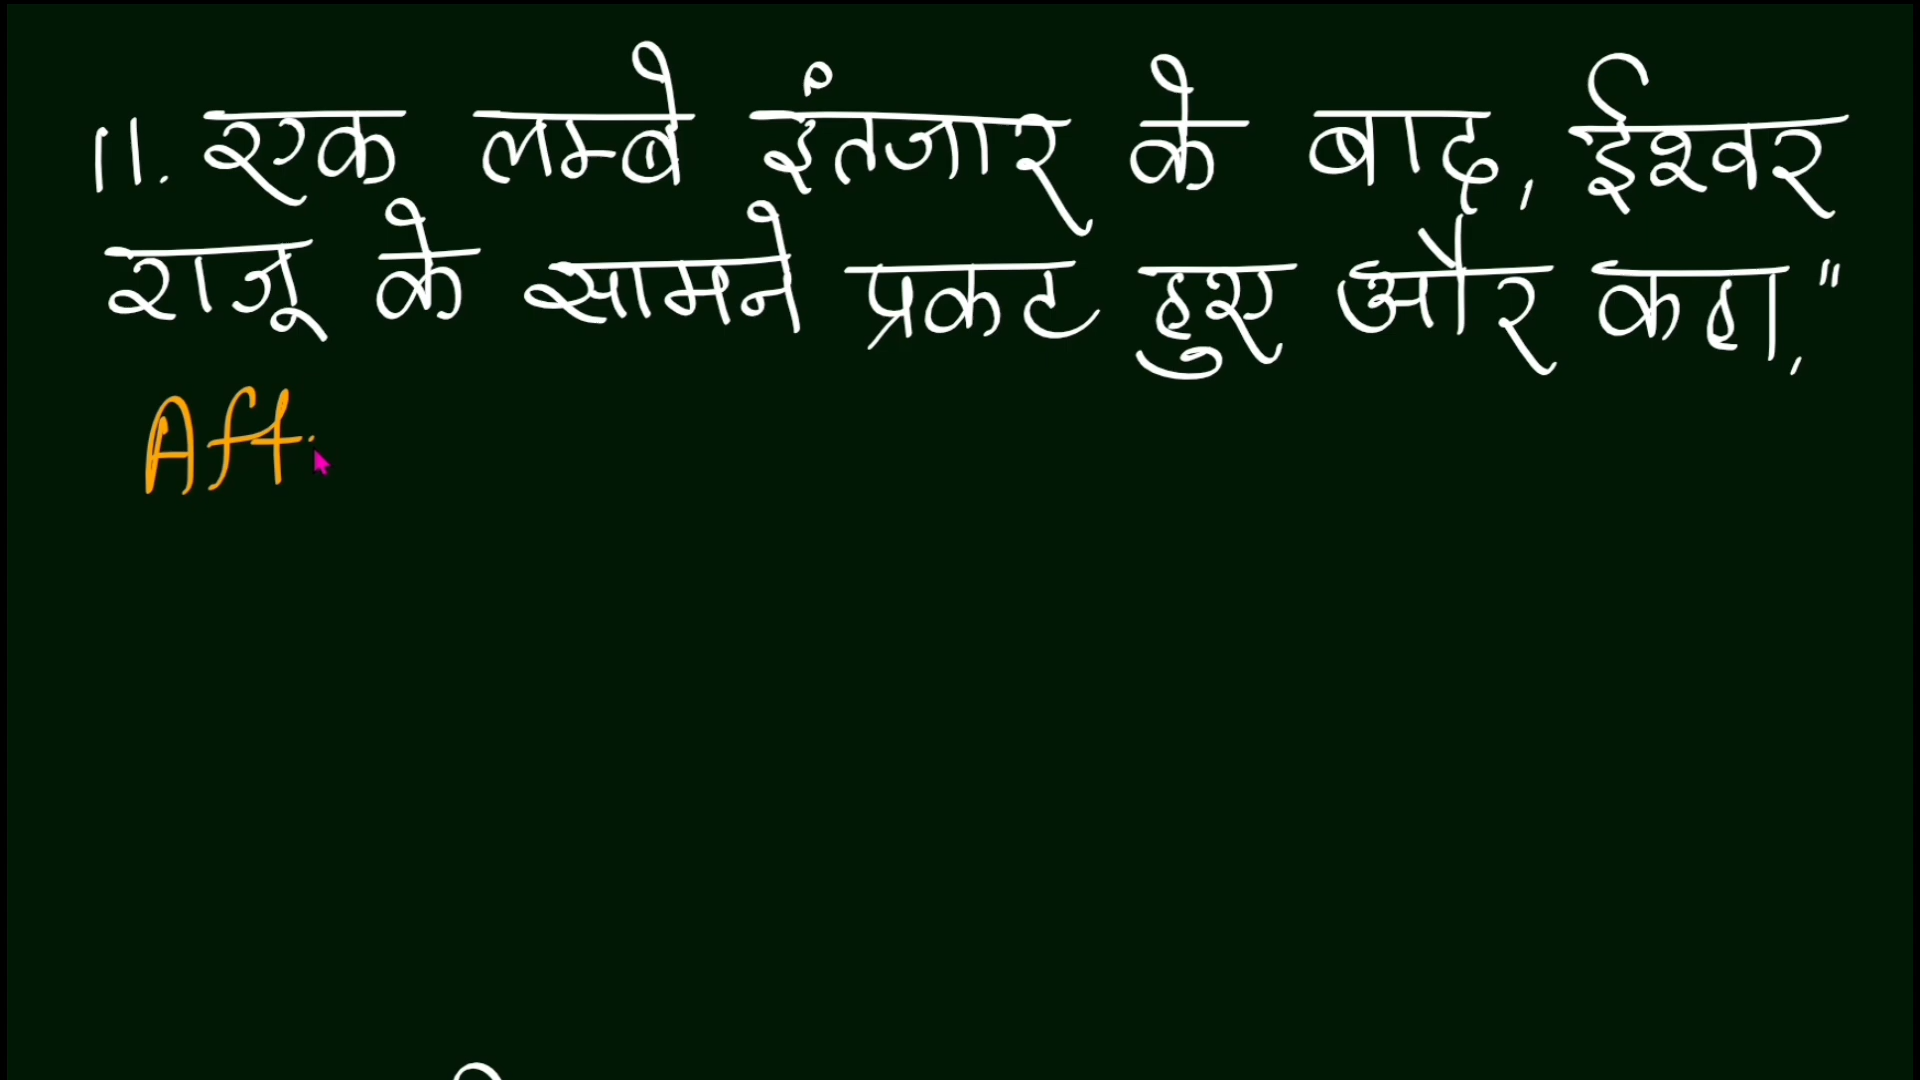 11. एक लम्बे इंतजार के बाद, ईश्वर
राजू के सामने प्रकट हुए और कहा,"
Aft